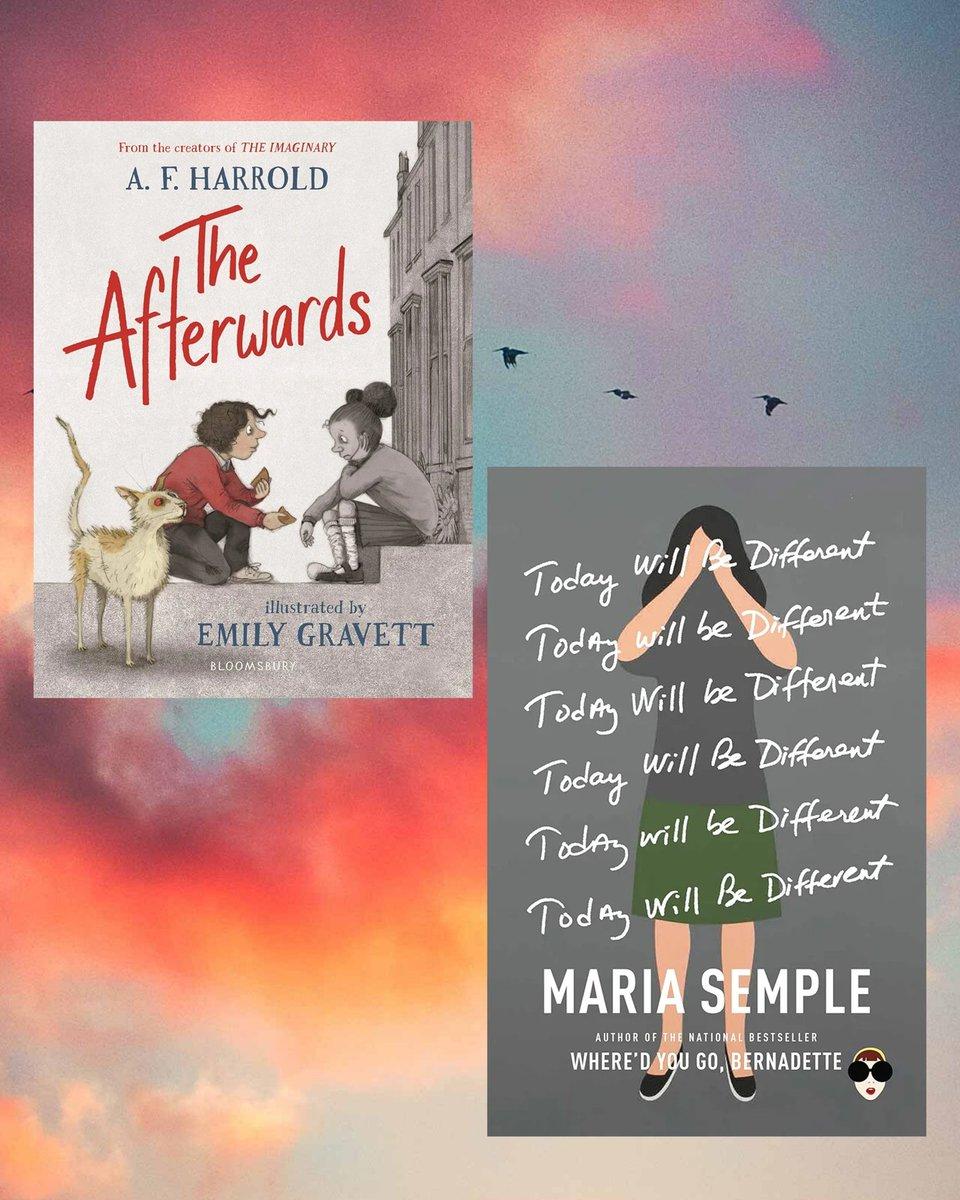 From the creators of THE IMAGINARY
A. F. HARROLD
The
Afterwards
illustrated by
EMILY GRAVETT
BLOOMSBURY
Today Will Be Different
TodAy will be Different
TodAy Will be Different
Today Will Be Different
TodAy will be Different
TodAy Will Be Different
MARIA SEMPLE
AUTHOR OF THE NATIONAL BESTSELLER
WHERE'D YOU GO, BERNADETTE